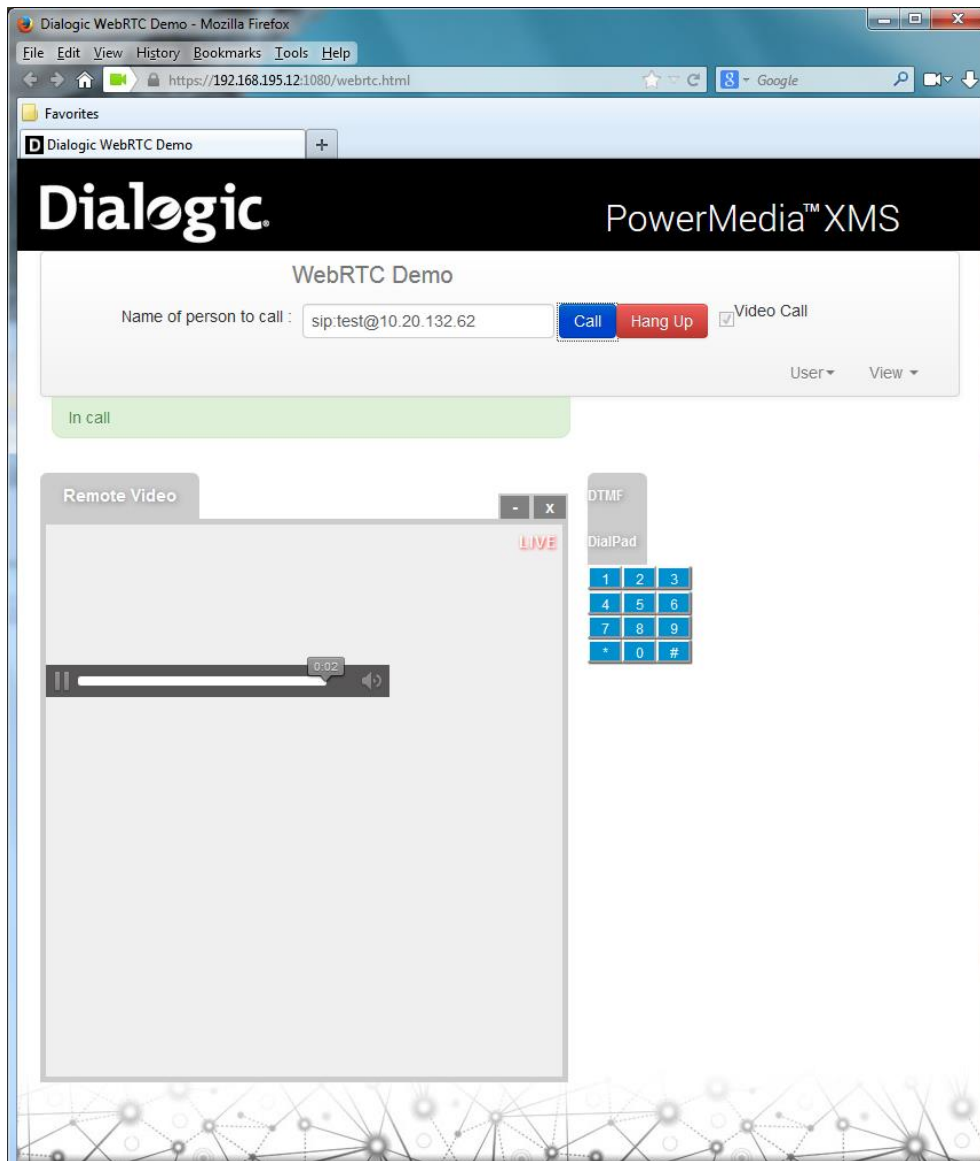 Dialogic WebRTC Demo - Mozilla Firefox
File Edit View History Bookmarks Tools Help
https://192.168.195.12:1080/webrtc.html
8 Google
Favorites
D Dialogic WebRTC Demo +
Dialogic® PowerMedia™ XMS
WebRTC Demo
Name of person to call : sip:test@10.20.132.62 Call Hang Up Video Call
User View
In call
Remote Video
- x
LIVE
DTMF
DialPad
1 2 3
4 5 6
7 8 9
* 0 #
0:02